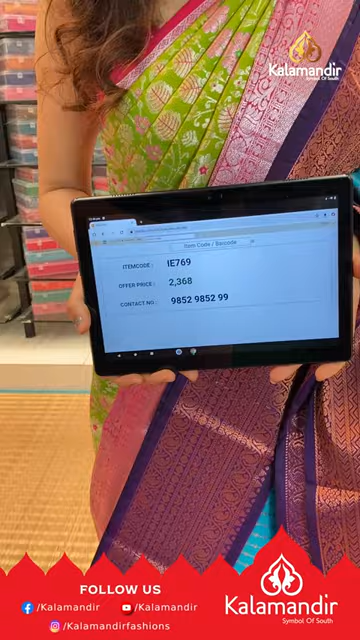 Kalamandir
Symbol Of South
Item Code / Barcode
ITEMCODE : IE769
OFFER PRICE : 2,368
CONTACT NO : 9852 9852 99
FOLLOW US
/Kalamandir /Kalamandir
/Kalamandirfashions
Kalamandir
Symbol Of South